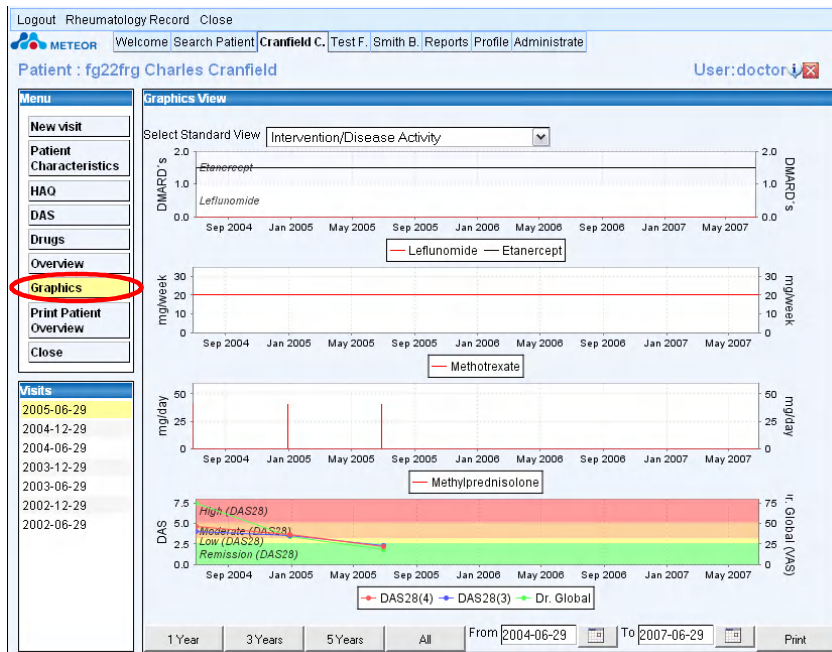 Logout Rheumatology Record Close
METEOR Welcome Search Patient Cranfield C. Test F. Smith B. Reports Profile Administrate
Patient : fg22frg Charles Cranfield User:doctor
Menu
New visit
Patient
Characteristics
HAQ
DAS
Drugs
Overview
Graphics
Print Patient
Overview
Close
Visits
2005-06-29
2004-12-29
2004-06-29
2003-12-29
2003-06-29
2002-12-29
2002-06-29
Graphics View
Select Standard View Intervention/Disease Activity
DMARD's
2.0
1.0
0.0
Etanercept
Leflunomide
2.0
1.0
0.0
DMARD's
Sep 2004 Jan 2005 May 2005 Sep 2005 Jan 2006 May 2006 Sep 2006 Jan 2007 May 2007
Leflunomide Etanercept
mg/week
30
20
10
0
30
20
10
0
mg/week
Sep 2004 Jan 2005 May 2005 Sep 2005 Jan 2006 May 2006 Sep 2006 Jan 2007 May 2007
Methotrexate
mg/day
50
25
0
50
25
0
mg/day
Sep 2004 Jan 2005 May 2005 Sep 2005 Jan 2006 May 2006 Sep 2006 Jan 2007 May 2007
Methylprednisolone
DAS
7.5
5.0
2.5
0.0
High (DAS28)
Moderate (DAS28)
Low (DAS28)
Remission (DAS28)
75
50
25
0
r. Global (VAS)
Sep 2004 Jan 2005 May 2005 Sep 2005 Jan 2006 May 2006 Sep 2006 Jan 2007 May 2007
DAS28(4) DAS28(3) Dr. Global
1 Year 3 Years 5 Years All From 2004-06-29 To 2007-06-29 Print